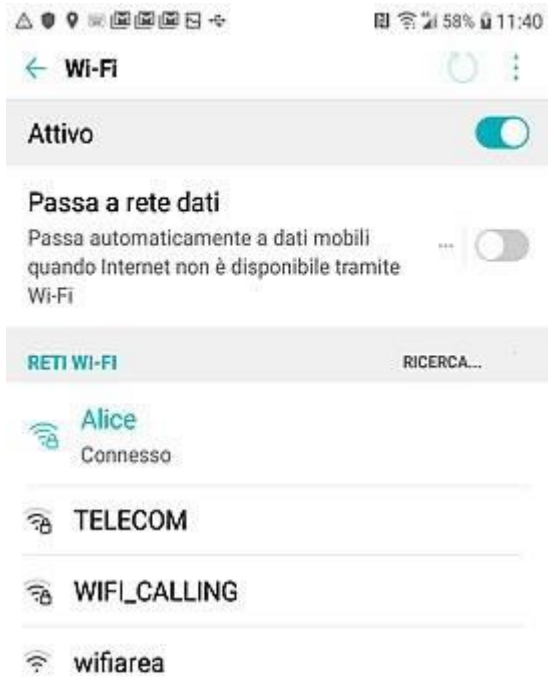 58% 11:40
Wi-Fi
Attivo
Passa a rete dati
Passa automaticamente a dati mobili
quando Internet non è disponibile tramite
Wi-Fi
RETI WI-FI RICERCA...
Alice
Connesso
TELECOM
WIFI_CALLING
wifiarea